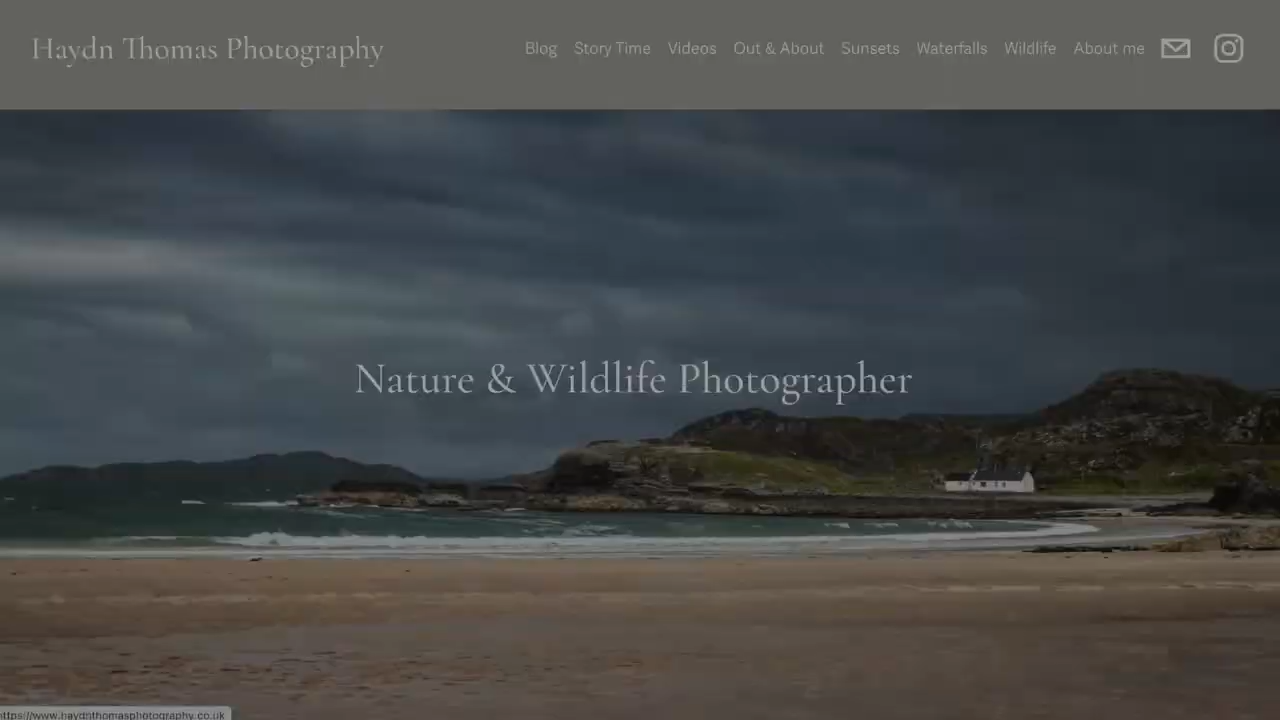 Haydn Thomas Photography
Blog Story Time Videos Out & About Sunsets Waterfalls Wildlife About me
Nature & Wildlife Photographer
https://www.haydnthomasphotography.co.uk